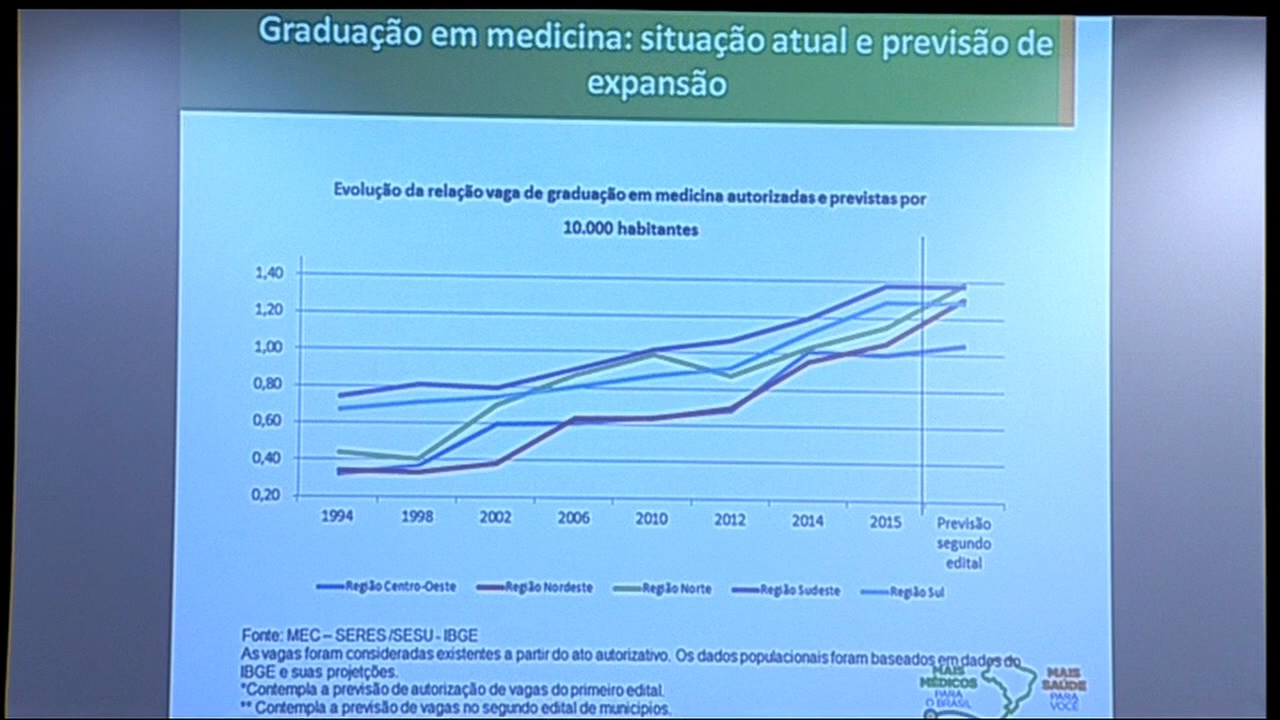 Graduação em medicina: situação atual e previsão de
expansão
Evolução da relação vaga de graduação em medicina autorizadas e previstas por
10.000 habitantes
1,40
1,20
1,00
0,80
0,60
0,40
0,20
1994 1998 2002 2006 2010 2012 2014 2015 Previsão
segundo
edital
Região Centro-Oeste Região Nordeste Região Norte Região Sudeste Região Sul
Fonte: MEC – SERES/SESU - IBGE
As vagas foram consideradas existentes a partir do ato autorizativo. Os dados populacionais foram baseados em dados do
IBGE e suas projetções.
*Contempla a previsão de autorização de vagas do primeiro edital.
** Contempla a previsão de vagas no segundo edital de municipios.
MAIS
MÉDICOS
PARA
O BRASIL
MAIS
SAÚDE
PARA
VOCÊ